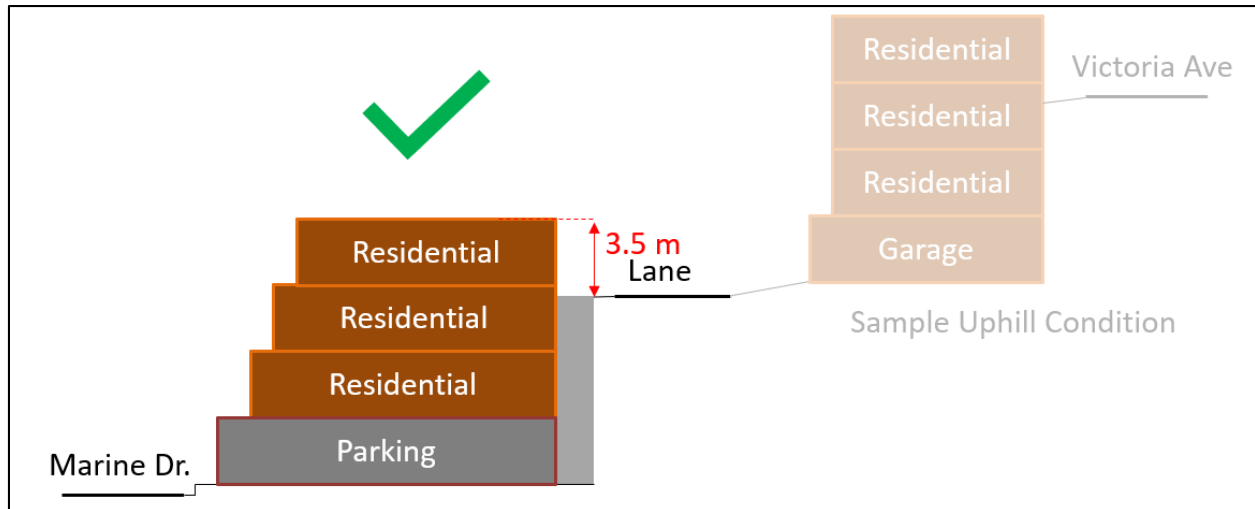 Residential
Victoria Ave
Residential
Residential
Garage
Sample Uphill Condition
3.5 m
Lane
Residential
Residential
Residential
Parking
Marine Dr.